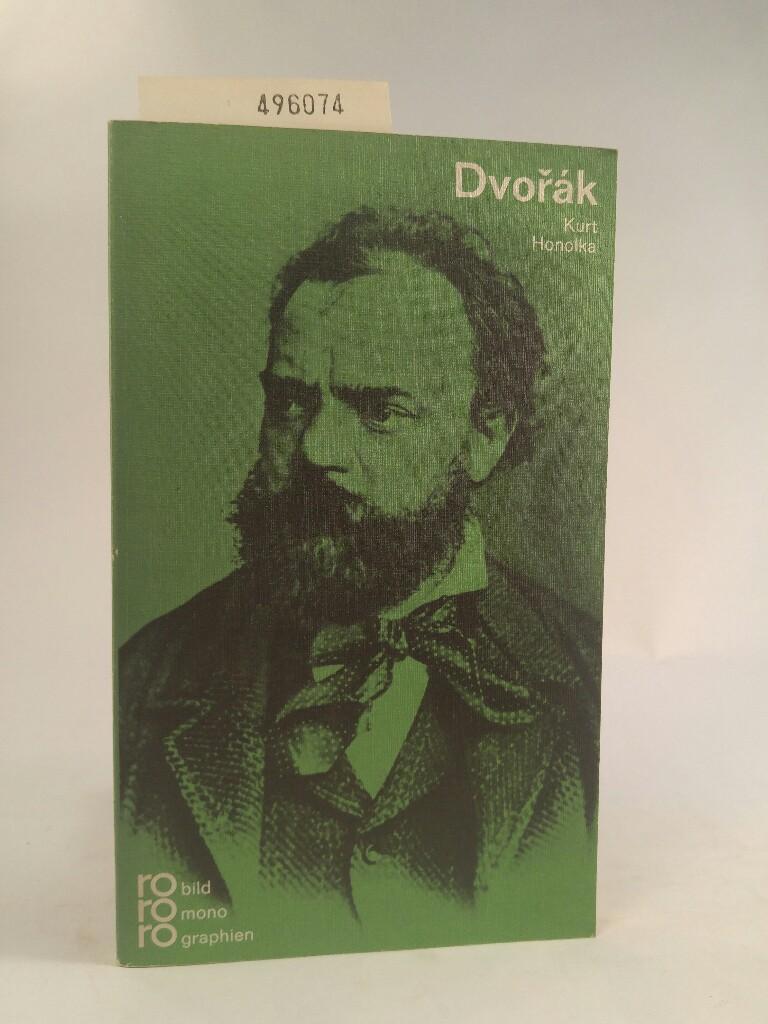 496074
Dvořák
Kurt
Honolka
ro bild
ro mono
ro graphien